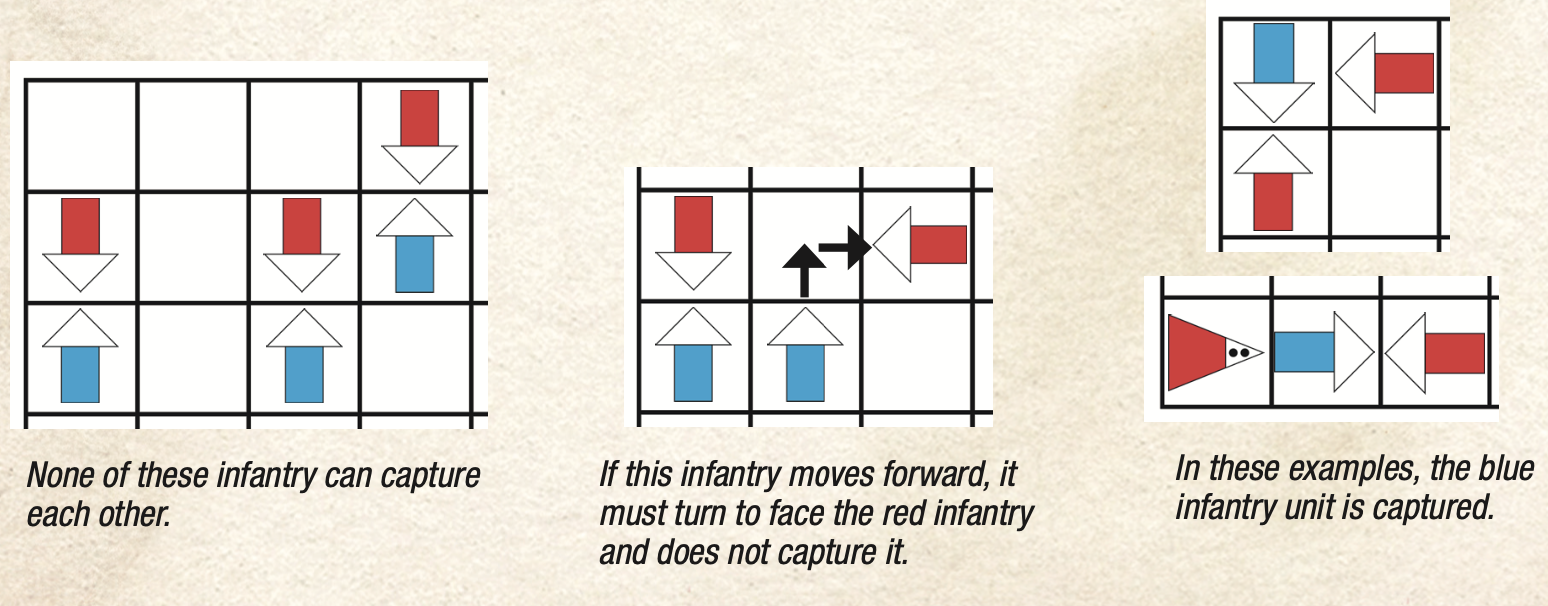 None of these infantry can capture
each other.
If this infantry moves forward, it
must turn to face the red infantry
and does not capture it.
In these examples, the blue
infantry unit is captured.